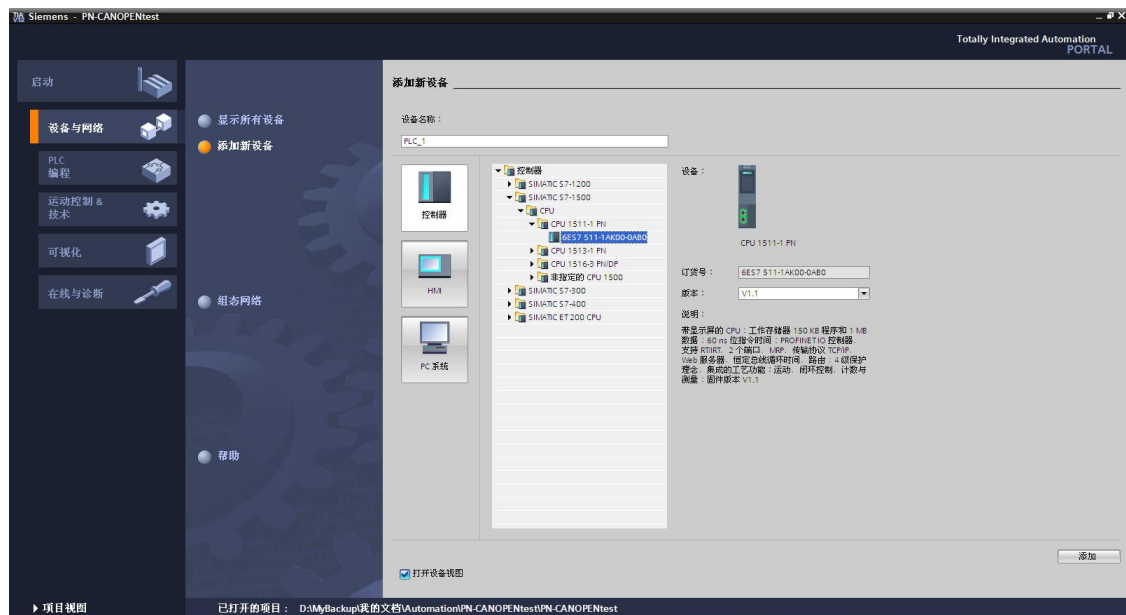 Siemens - PN-CANOPENtest
Totally Integrated Automation
PORTAL
启动
设备与网络
PLC
编程
运动控制 &
技术
可视化
在线与诊断
显示所有设备
添加新设备
组态网络
帮助
添加新设备
设备名称：
PLC_1
控制器
HMI
PC 系统
控制器
SIMATIC S7-1200
SIMATIC S7-1500
CPU
CPU 1511-1 PN
6ES7 511-1AK00-0AB0
CPU 1513-1 PN
CPU 1516-3 PN/DP
非指定的 CPU 1500
SIMATIC S7-300
SIMATIC S7-400
SIMATIC ET 200 CPU
设备：
CPU 1511-1 PN
订货号：
6ES7 511-1AK00-0AB0
版本：
V1.1
说明：
带显示屏的 CPU；工作存储器 150 KB 程序和 1 MB
数据；60 ns 位指令时间；PROFINET IO 控制器，
支持 RT/IRT，2 个端口，MRP，传输协议 TCP/IP，
Web 服务器，恒定总线循环时间，路由；4 级保护
理念，集成的工艺功能：运动，闭环控制，计数与
测量；固件版本 V1.1
打开设备视图
添加
项目视图
已打开的项目： D:\MyBackup\我的文档\Automation\PN-CANOPENtest\PN-CANOPENtest